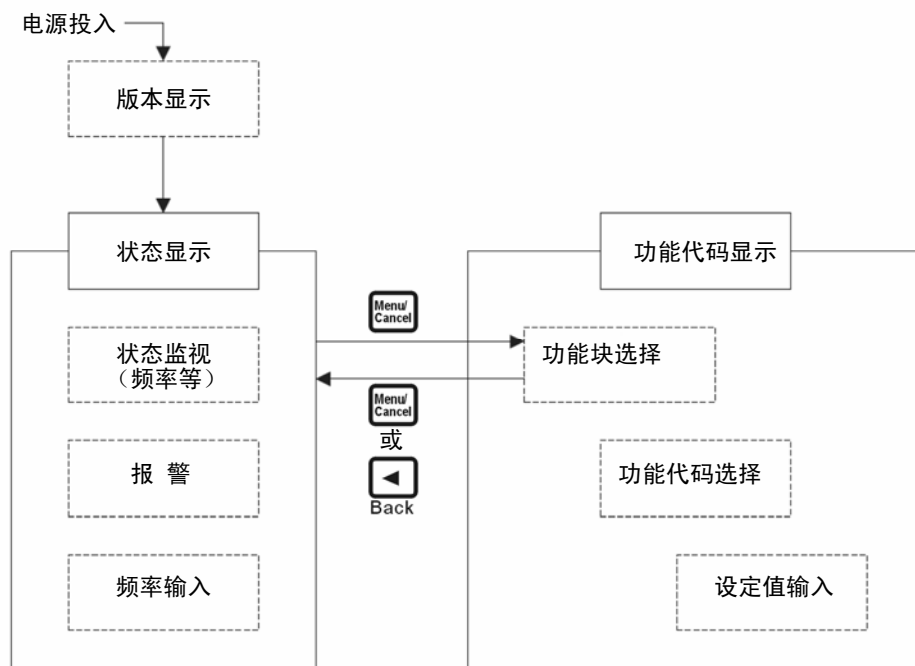 电源投入
版本显示
状态显示
功能代码显示
Menu/
Cancel
状态监视
（频率等）
功能块选择
Menu/
Cancel
或
报 警
功能代码选择
Back
频率输入
设定值输入